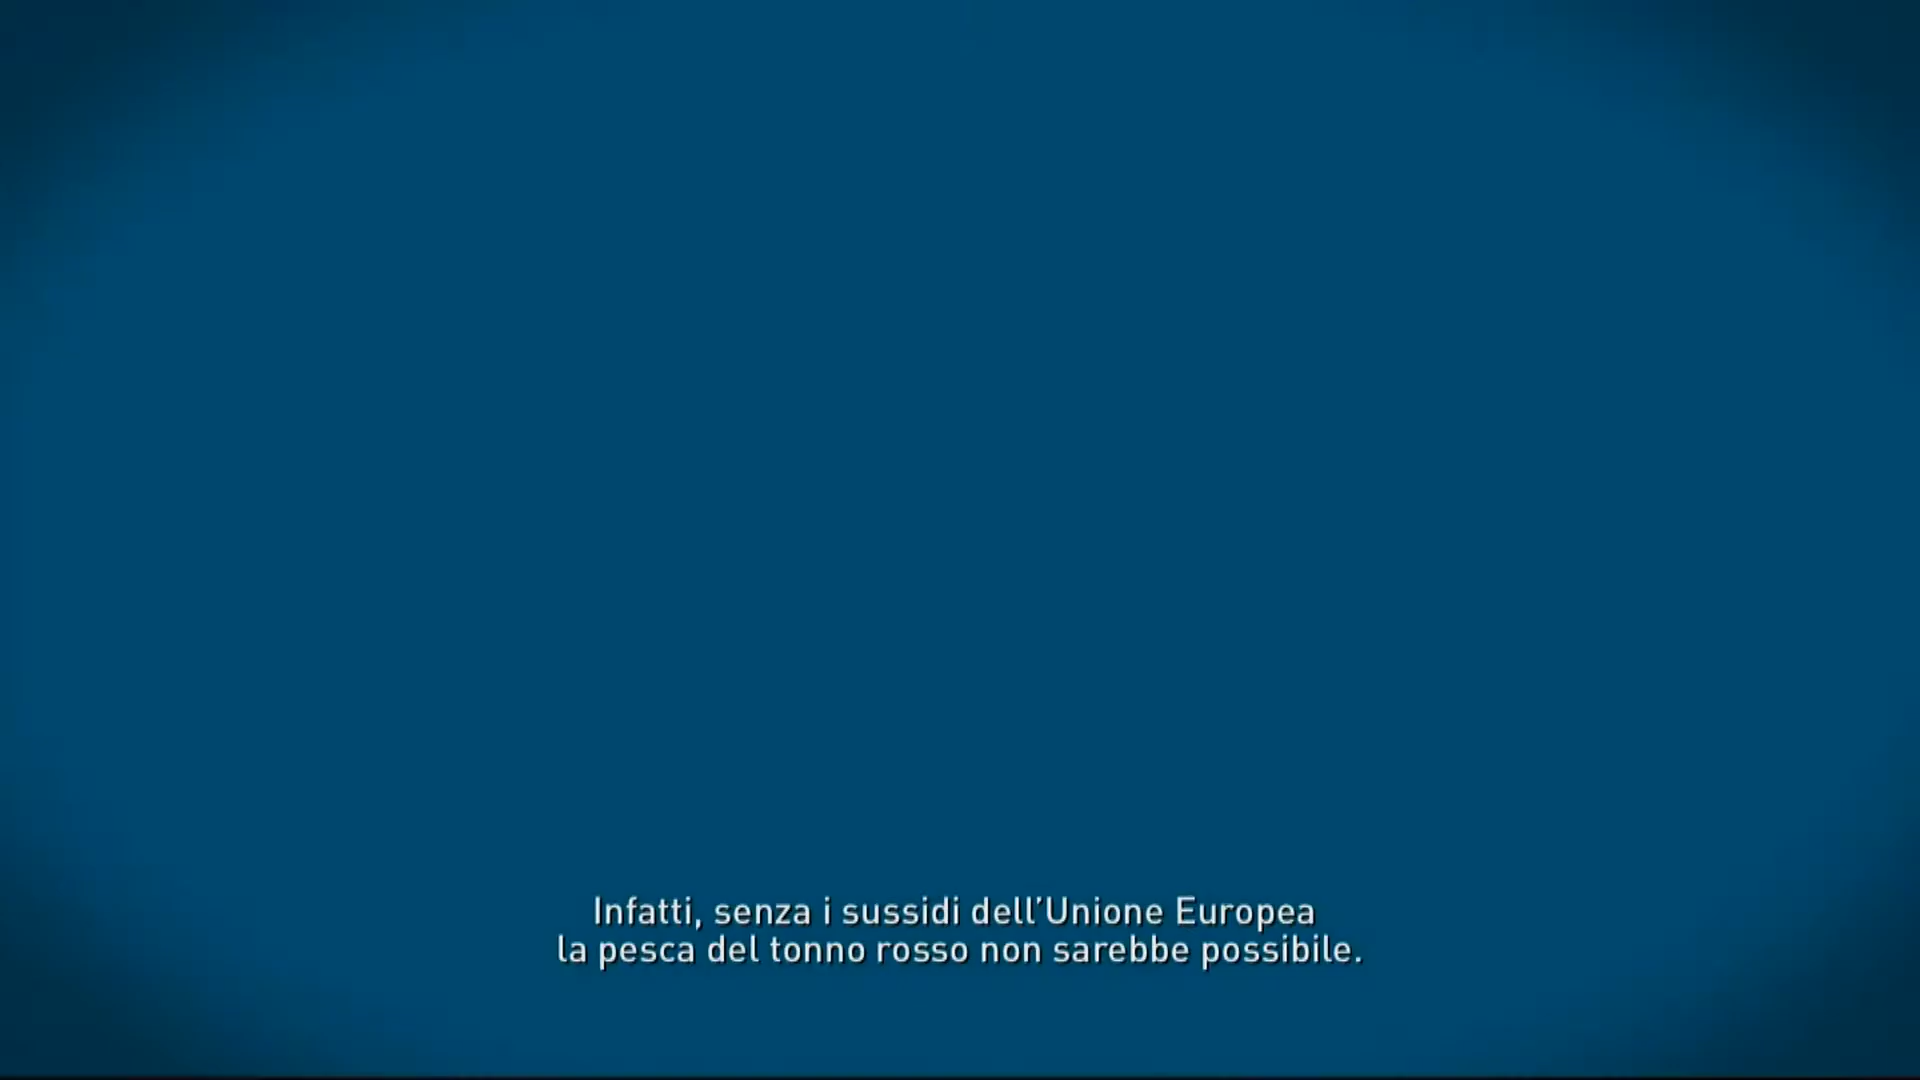 Infatti, senza i sussidi dell'Unione Europea
la pesca del tonno rosso non sarebbe possibile.